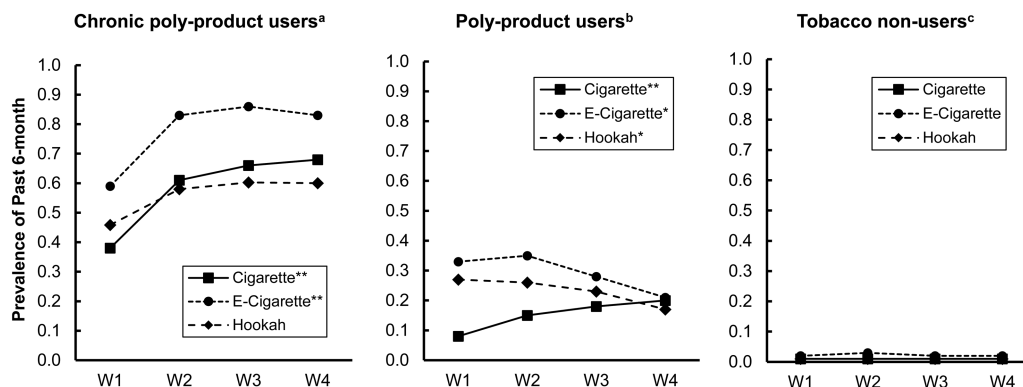 Chronic poly-product usersᵃ
Poly-product usersᵇ
Tobacco non-usersᶜ
Prevalence of Past 6-month
1.0
0.9
0.8
0.7
0.6
0.5
0.4
0.3
0.2
0.1
0.0
W1 W2 W3 W4
Cigarette**
E-Cigarette**
Hookah
1.0
0.9
0.8
0.7
0.6
0.5
0.4
0.3
0.2
0.1
0.0
W1 W2 W3 W4
Cigarette**
E-Cigarette*
Hookah*
1.0
0.9
0.8
0.7
0.6
0.5
0.4
0.3
0.2
0.1
0.0
W1 W2 W3 W4
Cigarette
E-Cigarette
Hookah